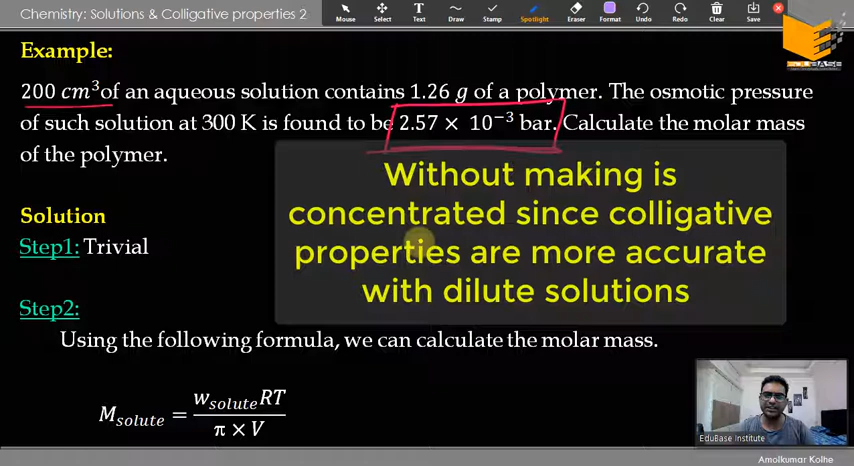 Chemistry: Solutions & Colligative properties 2
Mouse Select Text Draw Stamp Spotlight Eraser Format Undo Redo Clear Save
EDUBASE
Example:
200 cm³ of an aqueous solution contains 1.26 g of a polymer. The osmotic pressure
of such solution at 300 K is found to be 2.57 × 10⁻³ bar. Calculate the molar mass
of the polymer.
Without making is
concentrated since colligative
properties are more accurate
with dilute solutions
Solution
Step1: Trivial
Step2:
Using the following formula, we can calculate the molar mass.
M_solute = w_solute RT / π × V
EduBase Institute
Amolkumar Kolhe